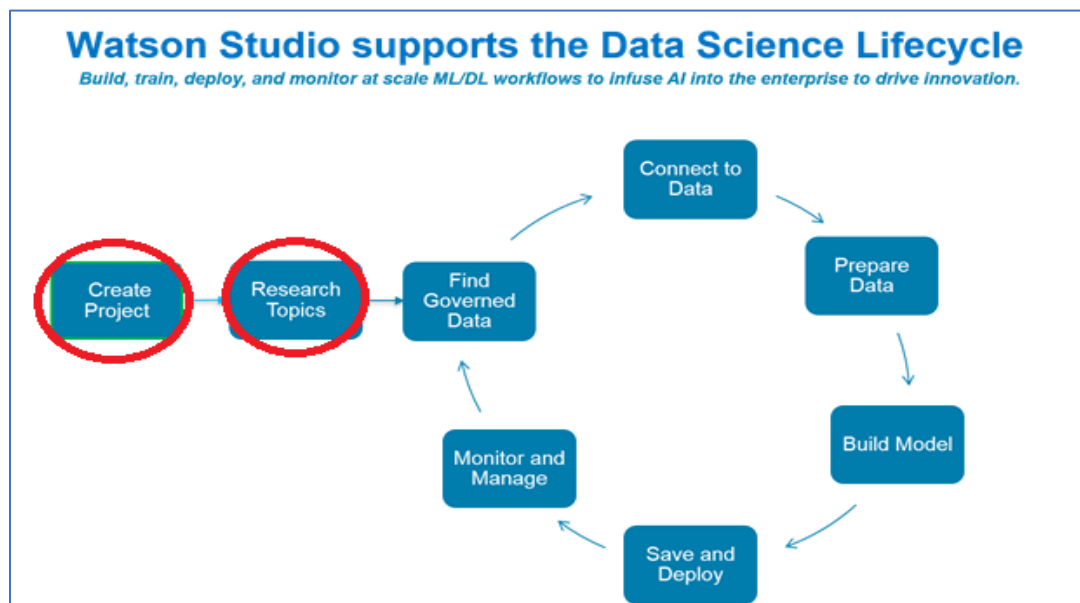 Watson Studio supports the Data Science Lifecycle
Build, train, deploy, and monitor at scale ML/DL workflows to infuse AI into the enterprise to drive innovation.
Connect to
Data
Prepare
Data
Build Model
Save and
Deploy
Monitor and
Manage
Find
Governed
Data
Research
Topics
Create
Project